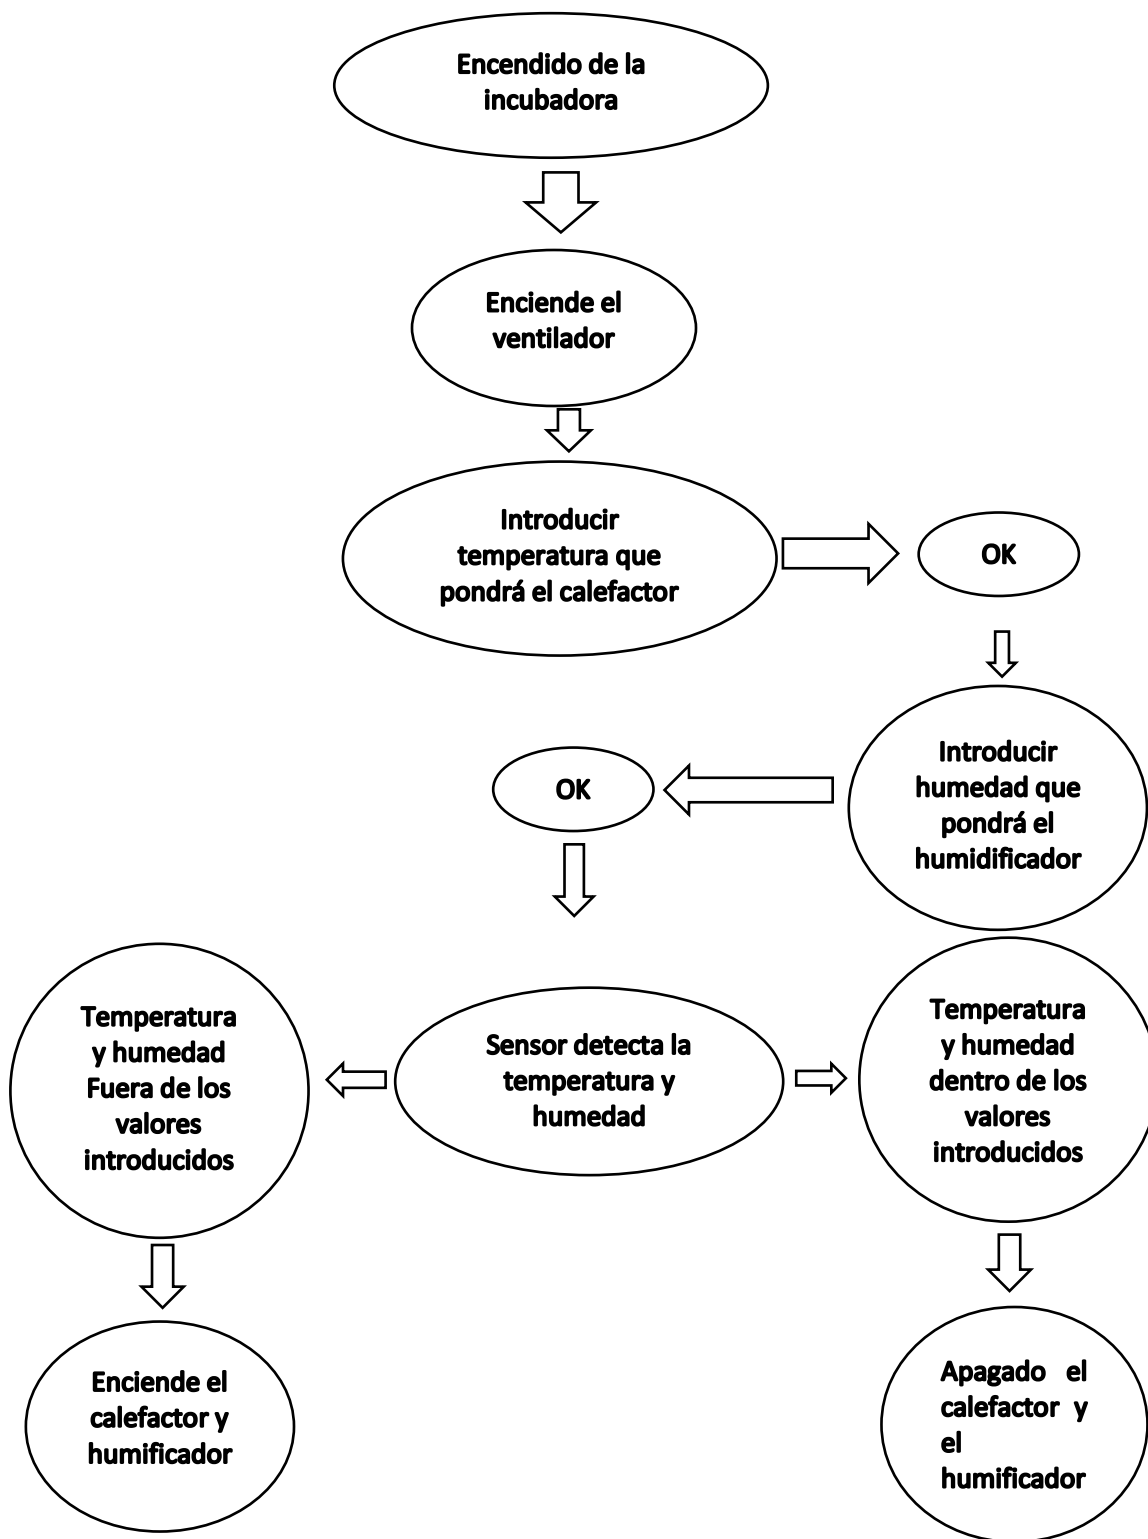 Encendido de la
incubadora
Enciende el
ventilador
Introducir
temperatura que
pondrá el calefactor
OK
Introducir
humedad que
pondrá el
humidificador
OK
Sensor detecta la
temperatura y
humedad
Temperatura
y humedad
Fuera de los
valores
introducidos
Temperatura
y humedad
dentro de los
valores
introducidos
Enciende el
calefactor y
humificador
Apagado el
calefactor y
el
humificador